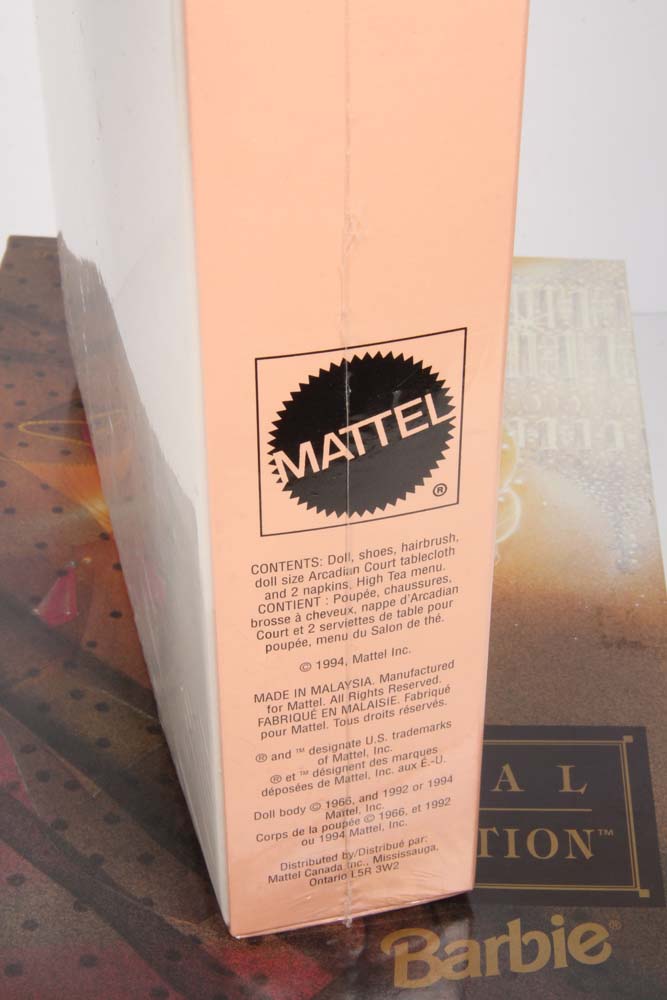 MATTEL
®
CONTENTS: Doll, shoes, hairbrush,
doll size Arcadian Court tablecloth
and 2 napkins, High Tea menu.
CONTIENT : Poupée, chaussures,
brosse à cheveux, nappe d'Arcadian
Court et 2 serviettes de table pour
poupée, menu du Salon de thé.
© 1994, Mattel Inc.
MADE IN MALAYSIA. Manufactured
for Mattel. All Rights Reserved.
FABRIQUÉ EN MALAISIE. Fabriqué
pour Mattel. Tous droits réservés.
® and ™ designate U.S. trademarks
of Mattel, Inc.
® et ™ désignent des marques
déposées de Mattel, Inc. aux É.-U.
Doll body © 1966, and 1992 or 1994
Mattel, Inc.
Corps de la poupée © 1966, et 1992
ou 1994 Mattel, Inc.
Distributed by/Distribué par:
Mattel Canada Inc., Mississauga,
Ontario L5R 3W2
A L
TION™
Barbie®